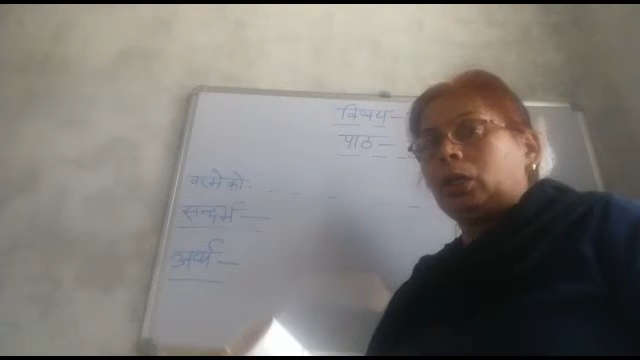 विषय -
पाठ -
सन्दर्भ -
अर्थ -